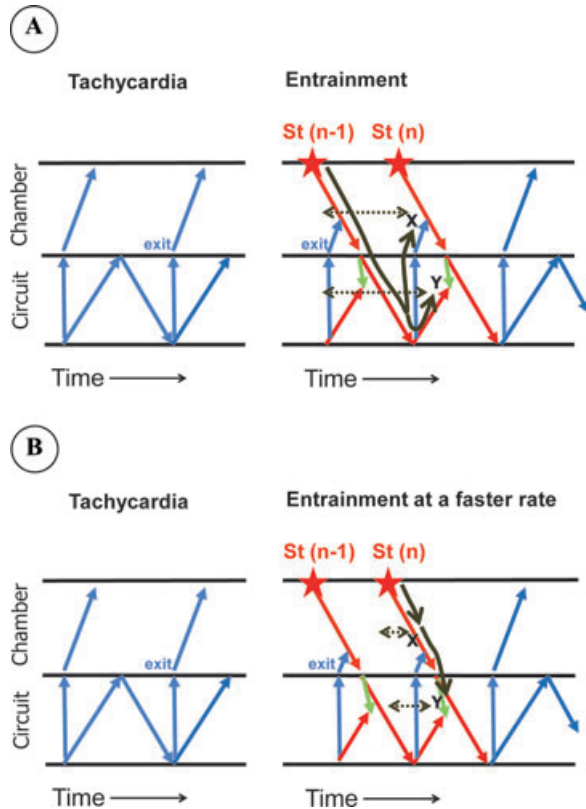 A
Tachycardia
Entrainment
St (n-1) St (n)
Chamber
Circuit
exit
exit
X
Y
Time
Time
B
Tachycardia
Entrainment at a faster rate
St (n-1) St (n)
Chamber
Circuit
exit
exit
X
Y
Time
Time